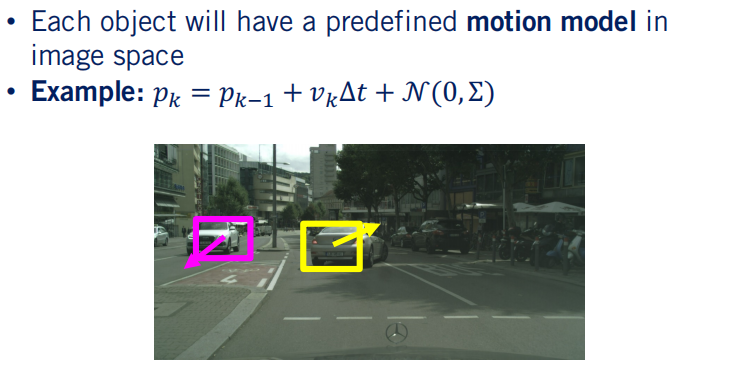 • Each object will have a predefined motion model in
image space
• Example: pₖ = pₖ₋₁ + vₖΔt + 𝒩(0, Σ)